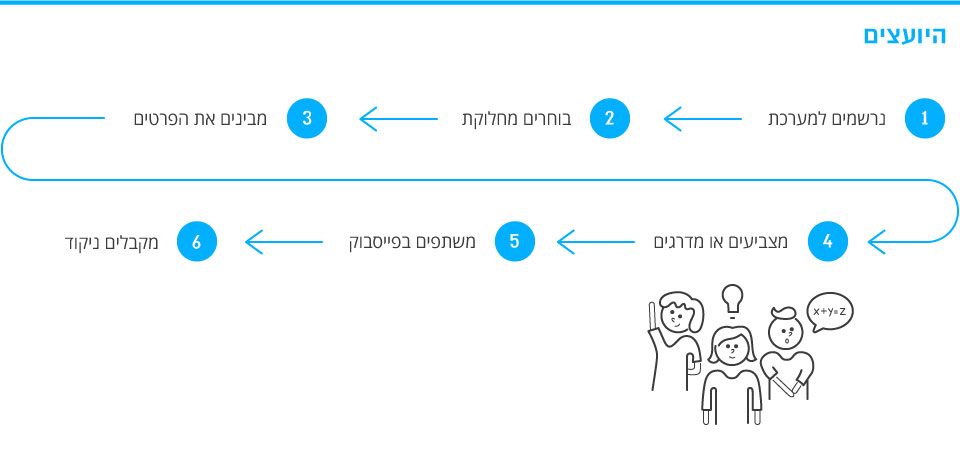 היועצים
1 נרשמים למערכת
2 בוחרים מחלוקת
3 מבינים את הפרטים
4 מצביעים או מדרגים
5 משתפים בפייסבוק
6 מקבלים ניקוד
x+y=z